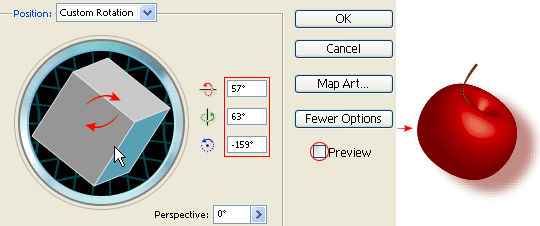 Position: Custom Rotation
57°
63°
-159°
Perspective: 0°
OK
Cancel
Map Art...
Fewer Options
Preview